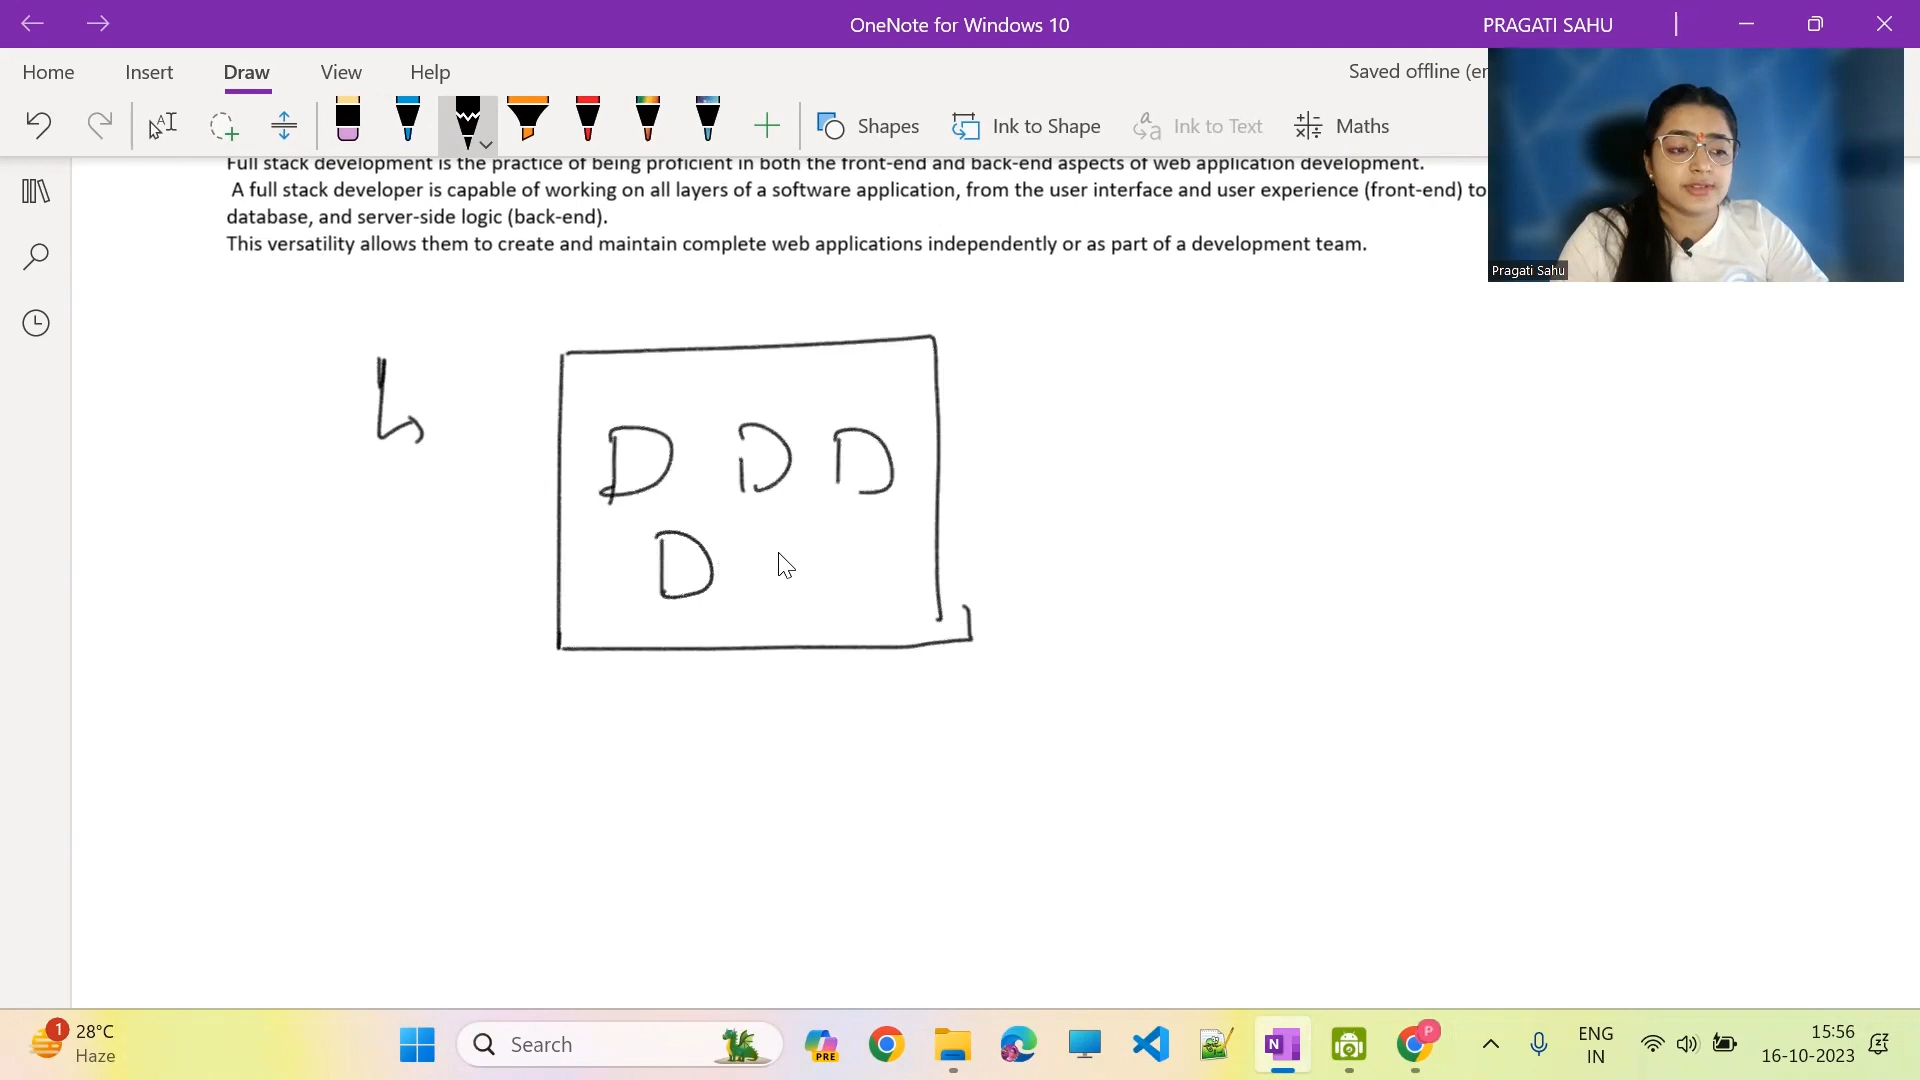 OneNote for Windows 10
PRAGATI SAHU
Home Insert Draw View Help
Saved offline (er
Shapes Ink to Shape Ink to Text Maths
Full stack development is the practice of being proficient in both the front-end and back-end aspects of web application development.
A full stack developer is capable of working on all layers of a software application, from the user interface and user experience (front-end) to
database, and server-side logic (back-end).
This versatility allows them to create and maintain complete web applications independently or as part of a development team.
Pragati Sahu
D D D
D
1
28°C
Haze
Search
PRE
N
P
ENG
IN
15:56
16-10-2023